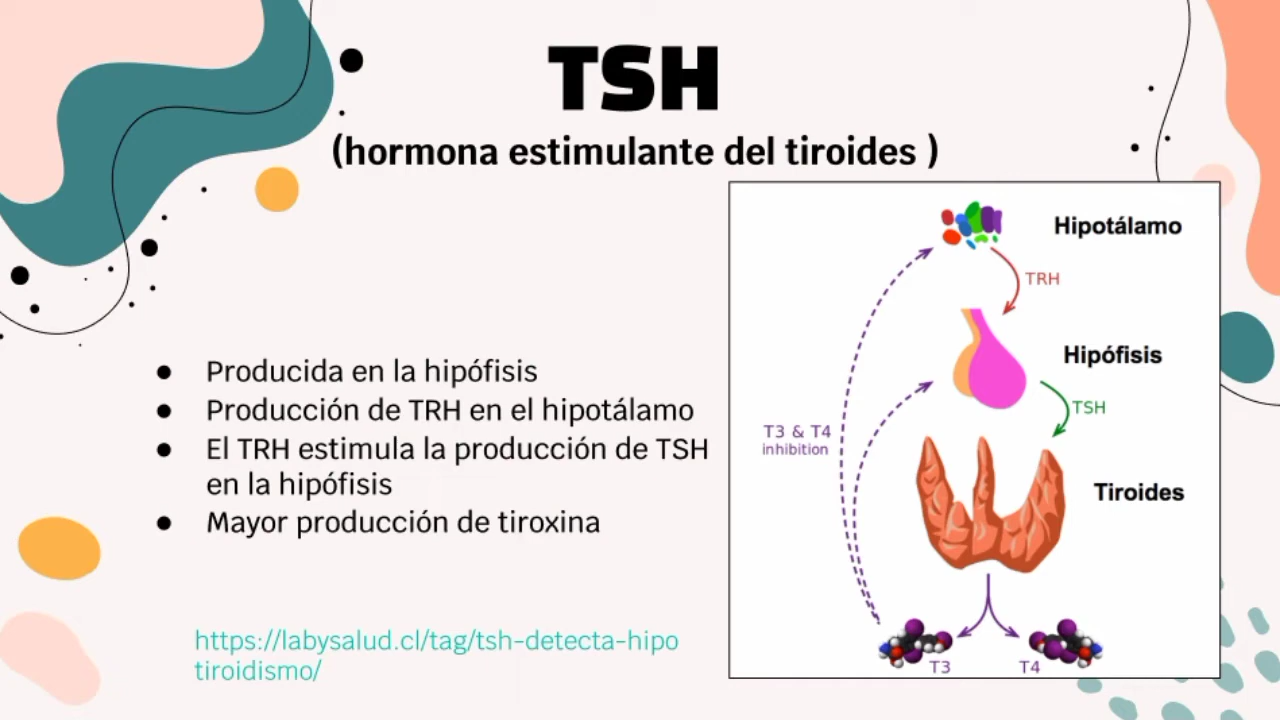 TSH
(hormona estimulante del tiroides )
● Producida en la hipófisis
● Producción de TRH en el hipotálamo
● El TRH estimula la producción de TSH
en la hipófisis
● Mayor producción de tiroxina
https://labysalud.cl/tag/tsh-detecta-hipo
tiroidismo/
Hipotálamo
TRH
Hipófisis
TSH
T3 & T4
inhibition
Tiroides
T3
T4